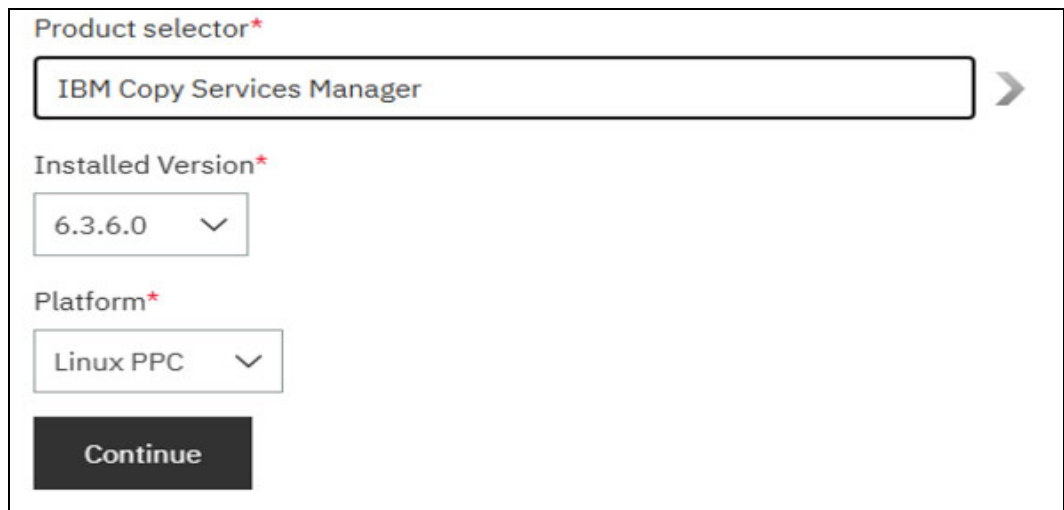 Product selector*
IBM Copy Services Manager
Installed Version*
6.3.6.0
Platform*
Linux PPC
Continue